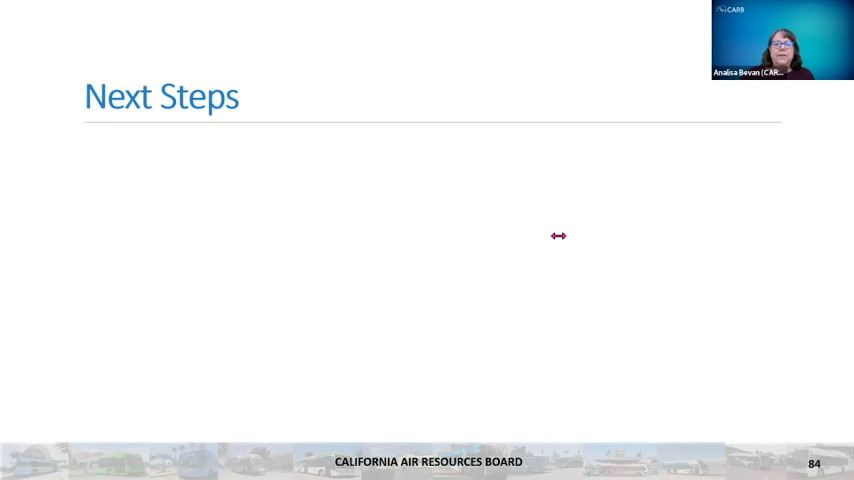 CARB
Analisa Bevan (CAR...
Next Steps
CALIFORNIA AIR RESOURCES BOARD
84